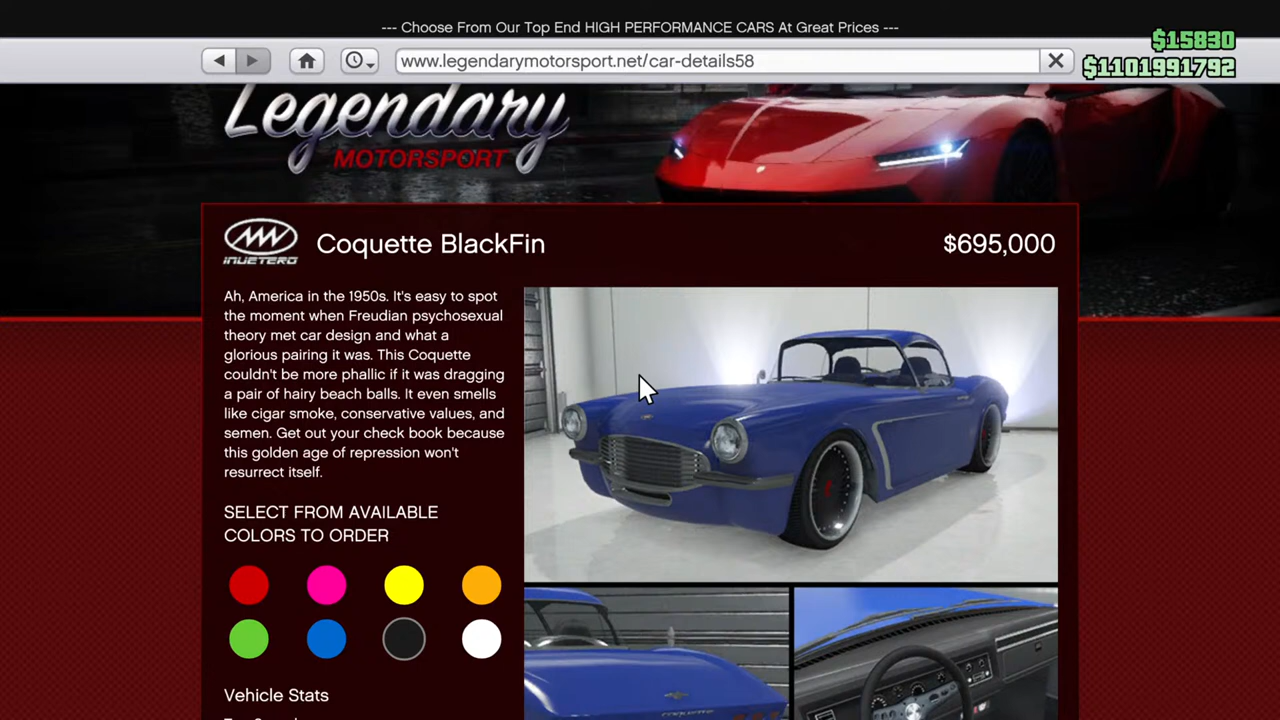 --- Choose From Our Top End HIGH PERFORMANCE CARS At Great Prices ---
$15830
www.legendarymotorsport.net/car-details58
$1101991792
Legendary
MOTORSPORT
INVETERO
Coquette BlackFin
$695,000
Ah, America in the 1950s. It's easy to spot
the moment when Freudian psychosexual
theory met car design and what a
glorious pairing it was. This Coquette
couldn't be more phallic if it was dragging
a pair of hairy beach balls. It even smells
like cigar smoke, conservative values, and
semen. Get out your check book because
this golden age of repression won't
resurrect itself.
SELECT FROM AVAILABLE
COLORS TO ORDER
Vehicle Stats